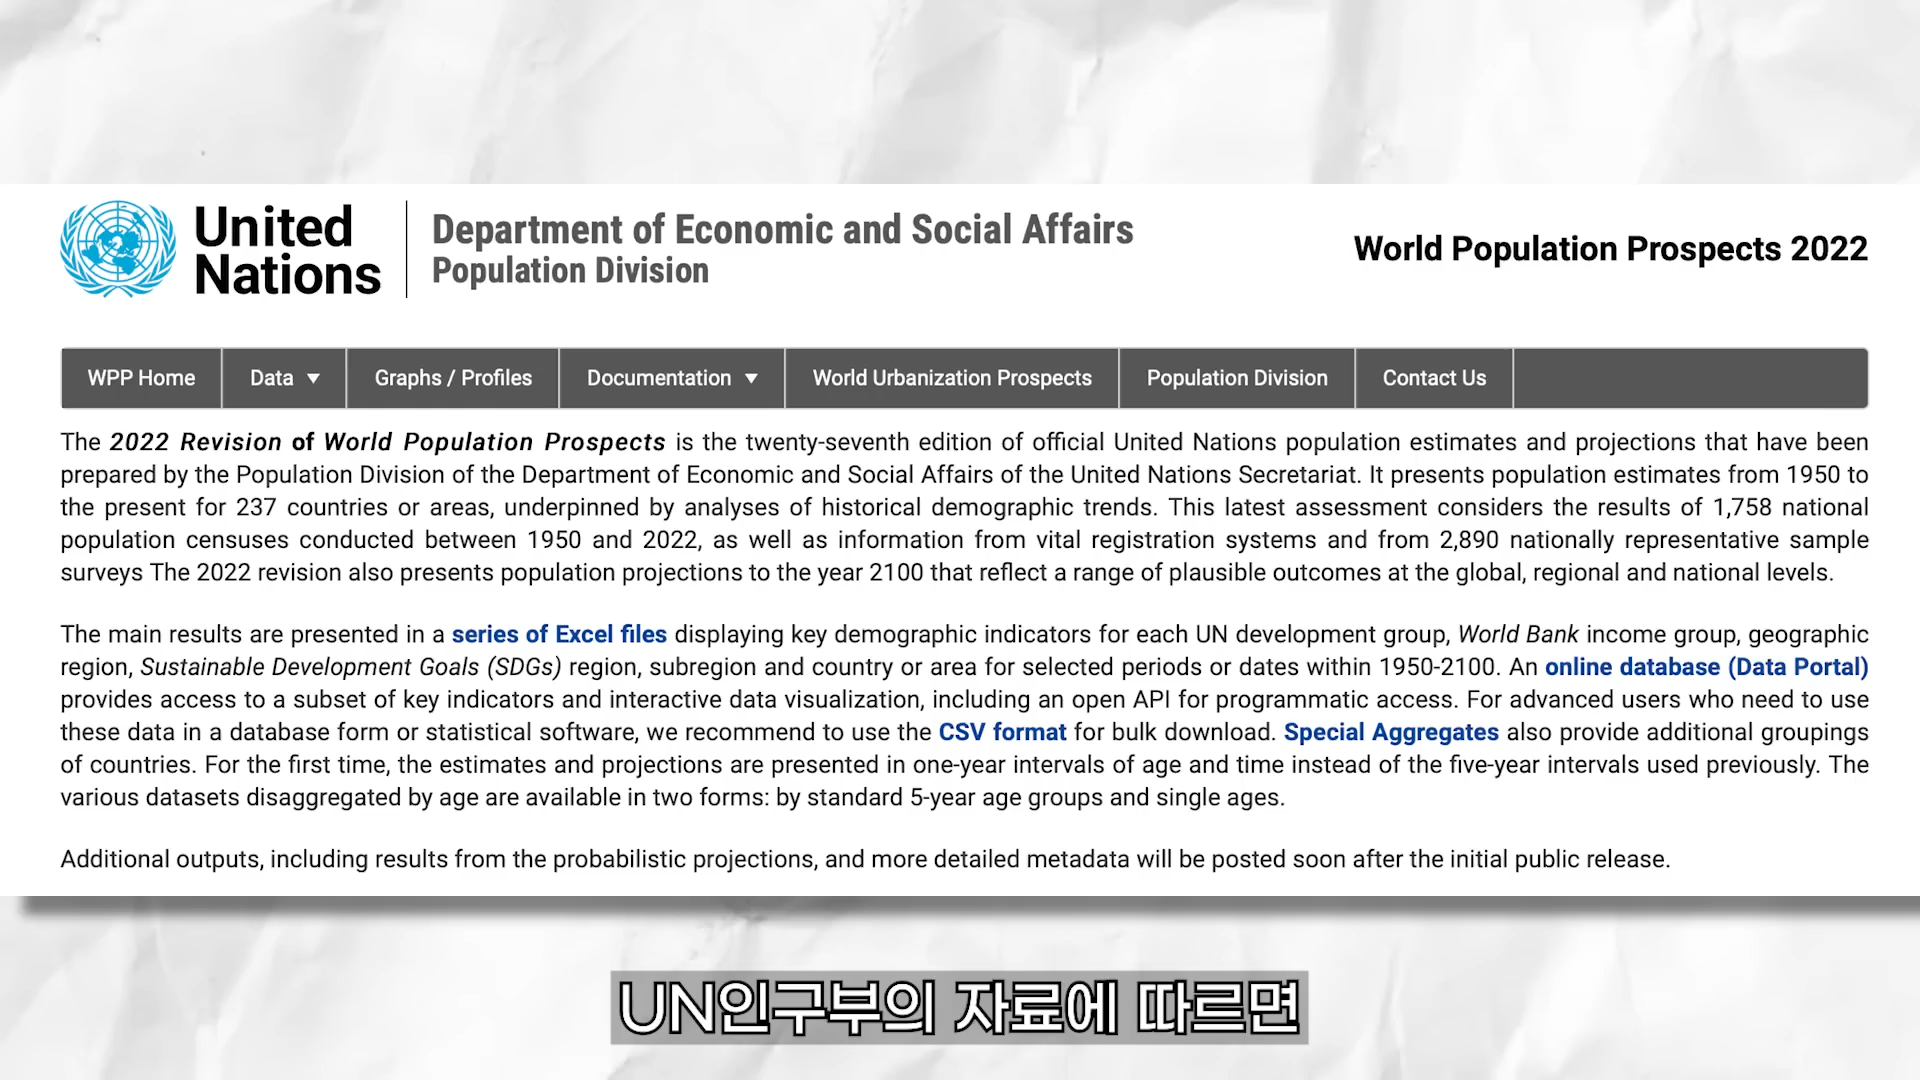 United Nations
Department of Economic and Social Affairs
Population Division
World Population Prospects 2022
WPP Home
Data ▼
Graphs / Profiles
Documentation ▼
World Urbanization Prospects
Population Division
Contact Us
The 2022 Revision of World Population Prospects is the twenty-seventh edition of official United Nations population estimates and projections that have been
prepared by the Population Division of the Department of Economic and Social Affairs of the United Nations Secretariat. It presents population estimates from 1950 to
the present for 237 countries or areas, underpinned by analyses of historical demographic trends. This latest assessment considers the results of 1,758 national
population censuses conducted between 1950 and 2022, as well as information from vital registration systems and from 2,890 nationally representative sample
surveys The 2022 revision also presents population projections to the year 2100 that reflect a range of plausible outcomes at the global, regional and national levels.
The main results are presented in a series of Excel files displaying key demographic indicators for each UN development group, World Bank income group, geographic
region, Sustainable Development Goals (SDGs) region, subregion and country or area for selected periods or dates within 1950-2100. An online database (Data Portal)
provides access to a subset of key indicators and interactive data visualization, including an open API for programmatic access. For advanced users who need to use
these data in a database form or statistical software, we recommend to use the CSV format for bulk download. Special Aggregates also provide additional groupings
of countries. For the first time, the estimates and projections are presented in one-year intervals of age and time instead of the five-year intervals used previously. The
various datasets disaggregated by age are available in two forms: by standard 5-year age groups and single ages.
Additional outputs, including results from the probabilistic projections, and more detailed metadata will be posted soon after the initial public release.
UN인구부의 자료에 따르면